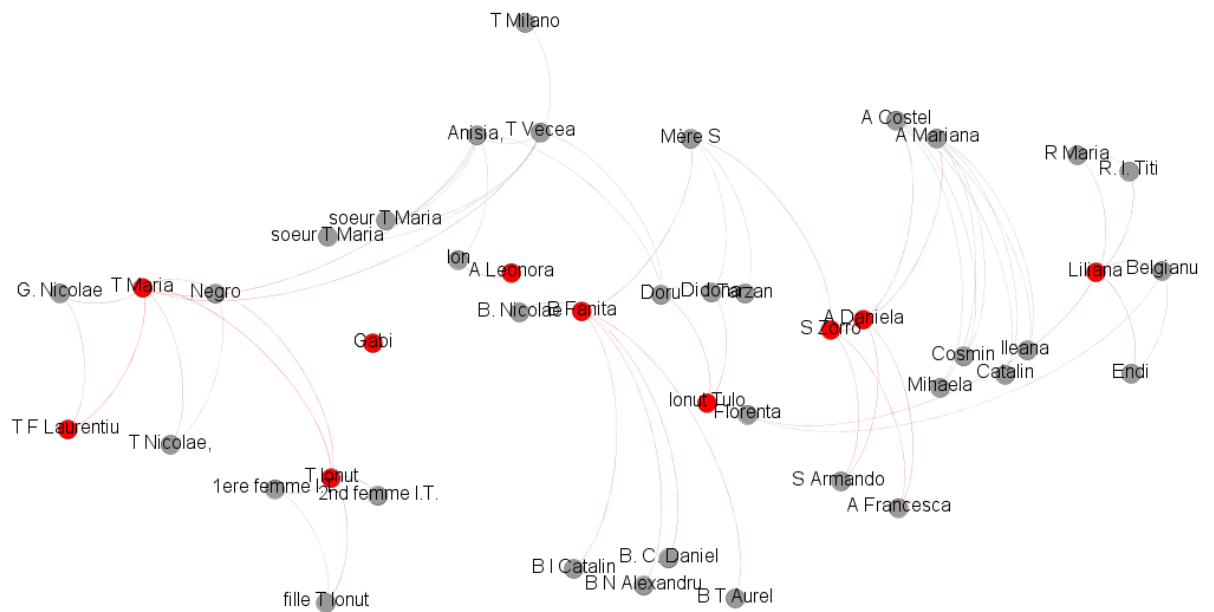 T Milano
A Costel
Anisia,
T Vecea
Mère S
A Mariana
R Maria
R. I. Titi
soeur T Maria
soeur T Maria
Ion
A Leonora
Liliana
Belgianu
G. Nicolae
T Maria
Negro
Doru
Didona
Tarzan
B. Nicolae
B Fanita
A Daniela
S Zorro
Gabi
Cosmin
Ileana
Catalin
Endi
Mihaela
Ionut Tulo
Florenta
T F Laurentiu
T Nicolae,
T Ionut
1ere femme I.T.
2nd femme I.T.
S Armando
A Francesca
B I Catalin
B. C. Daniel
B N Alexandru
B T Aurel
fille T Ionut